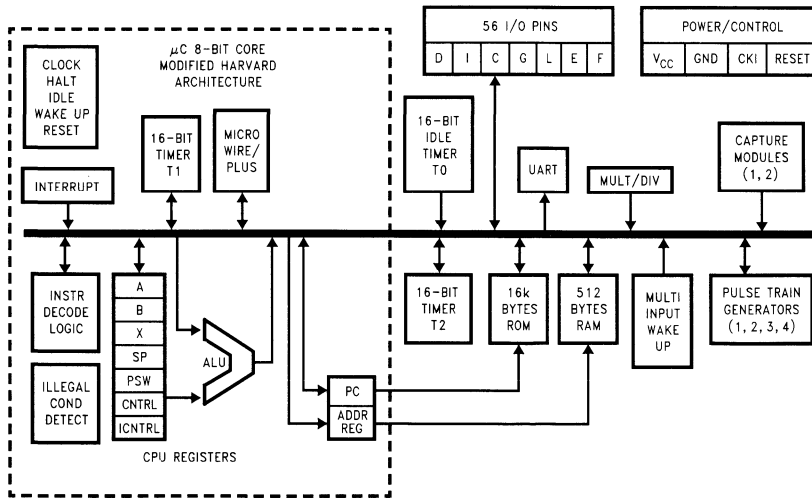 μC 8-BIT CORE
MODIFIED HARVARD
ARCHITECTURE
CLOCK
HALT
IDLE
WAKE UP
RESET
16-BIT
TIMER
T1
MICRO
WIRE/
PLUS
INTERRUPT
56 I/O PINS
D I C G L E F
POWER/CONTROL
VCC GND CKI RESET
16-BIT
IDLE
TIMER
T0
UART
MULT/DIV
CAPTURE
MODULES
(1, 2)
INSTR
DECODE
LOGIC
ILLEGAL
COND
DETECT
A
B
X
SP
PSW
CNTRL
ICNTRL
CPU REGISTERS
ALU
PC
ADDR
REG
16-BIT
TIMER
T2
16k
BYTES
ROM
512
BYTES
RAM
MULTI
INPUT
WAKE
UP
PULSE TRAIN
GENERATORS
(1, 2, 3, 4)